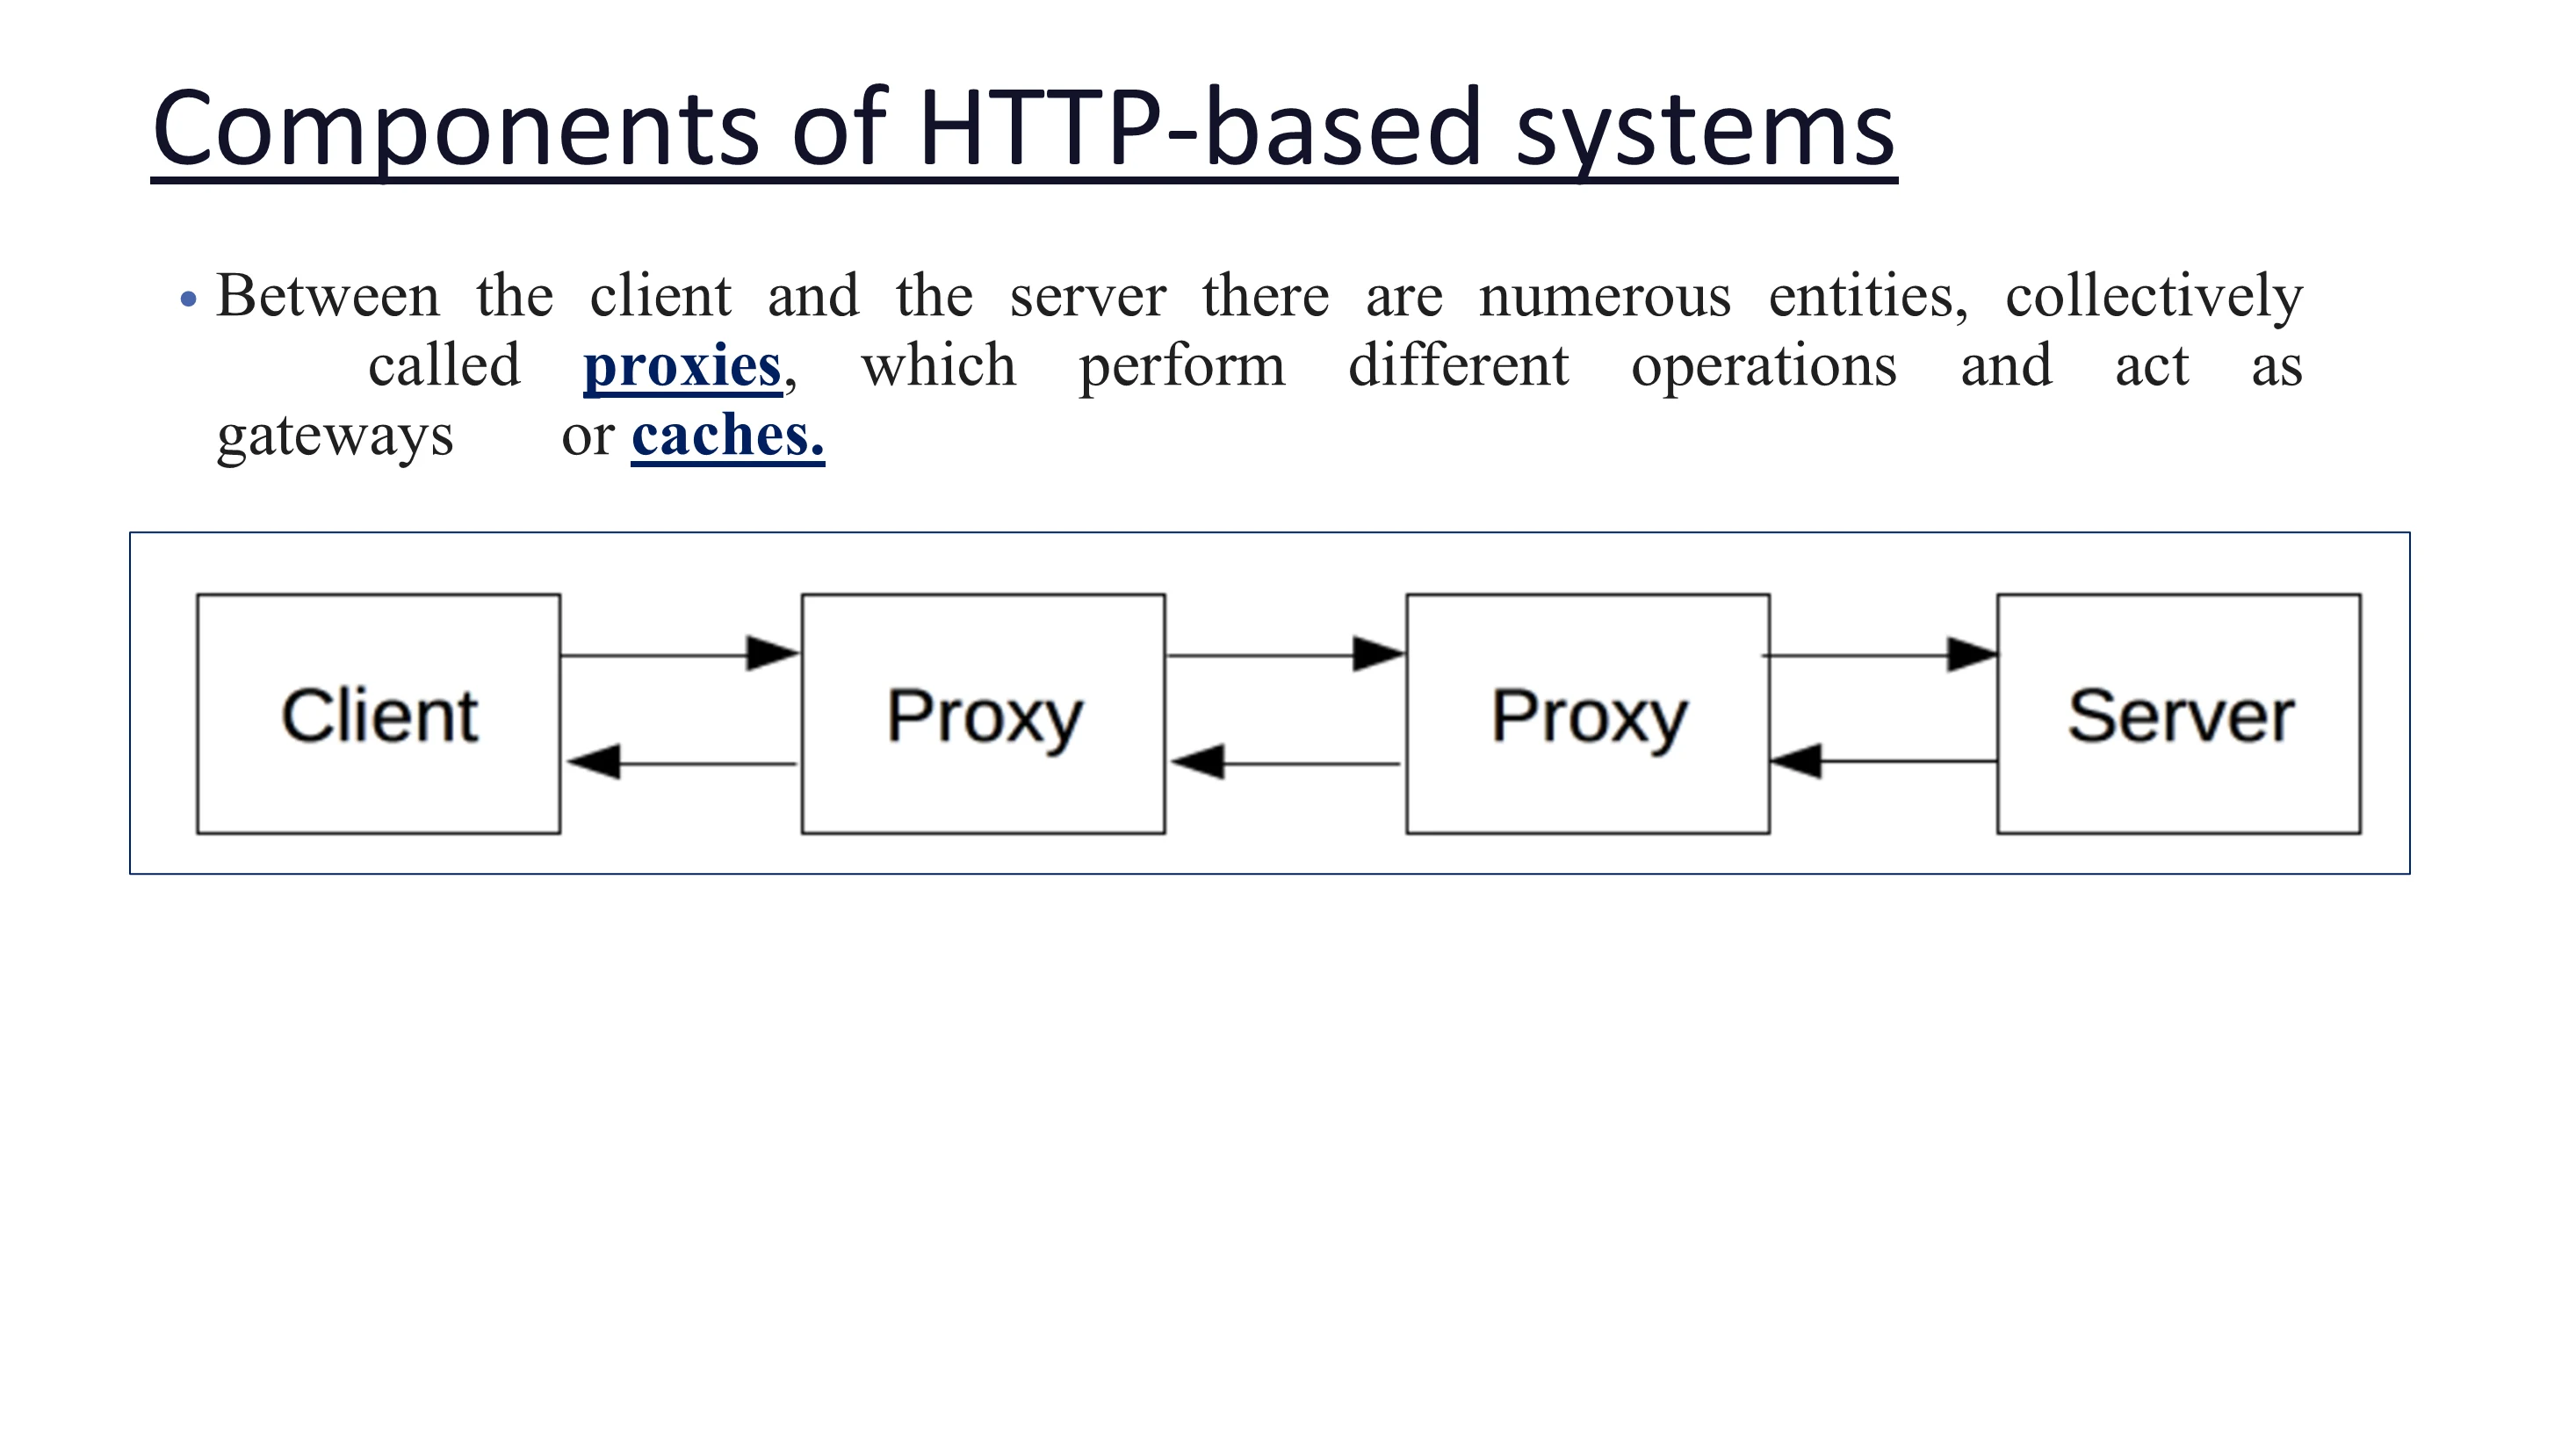 Components of HTTP-based systems
• Between the client and the server there are numerous entities, collectively
called proxies, which perform different operations and act as
gateways or caches.
Client
Proxy
Proxy
Server